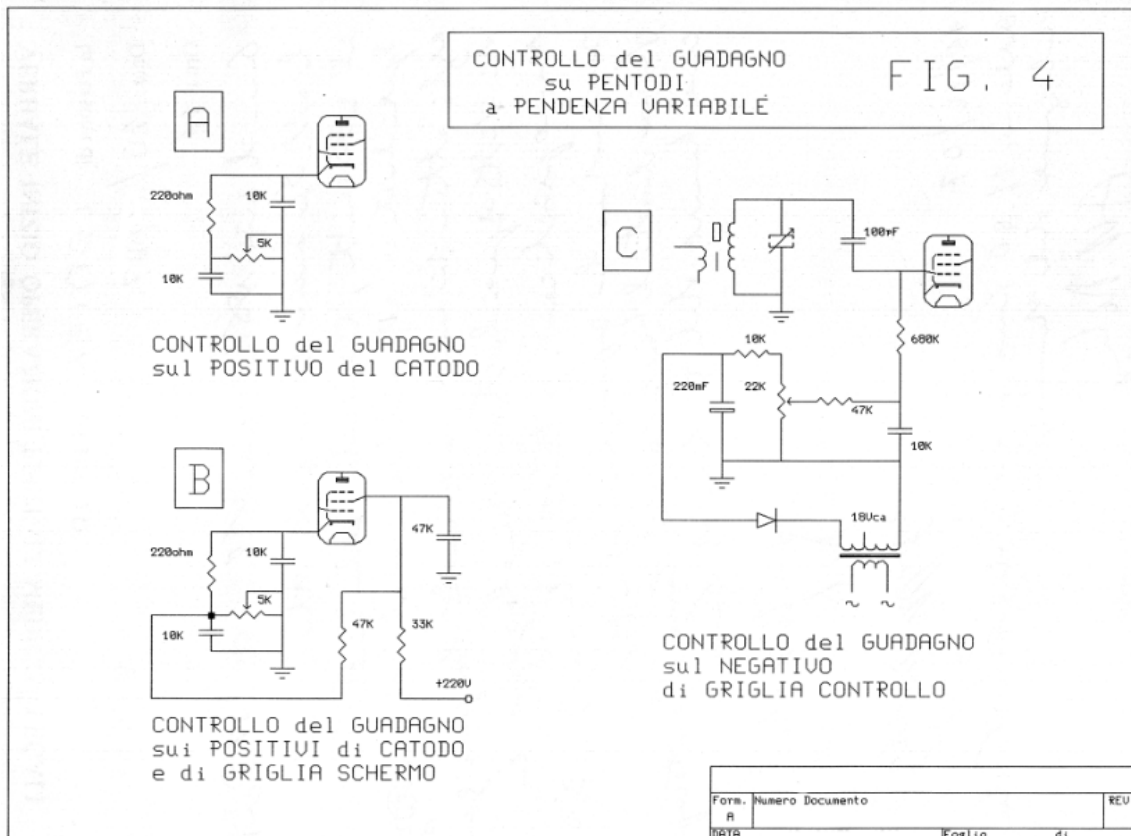 CONTROLLO del GUADAGNO
su PENTODI
a PENDENZA VARIABILE
FIG. 4
A
220ohm
10K
5K
10K
CONTROLLO del GUADAGNO
sul POSITIVO del CATODO
B
220ohm
10K
5K
10K
47K
47K
33K
+220V
CONTROLLO del GUADAGNO
sui POSITIVI di CATODO
e di GRIGLIA SCHERMO
C
100mF
680K
10K
220mF
22K
47K
10K
18Vca
~ ~
CONTROLLO del GUADAGNO
sul NEGATIVO
di GRIGLIA CONTROLLO
Form.
A
Numero Documento
REV
DATA
Foglio di